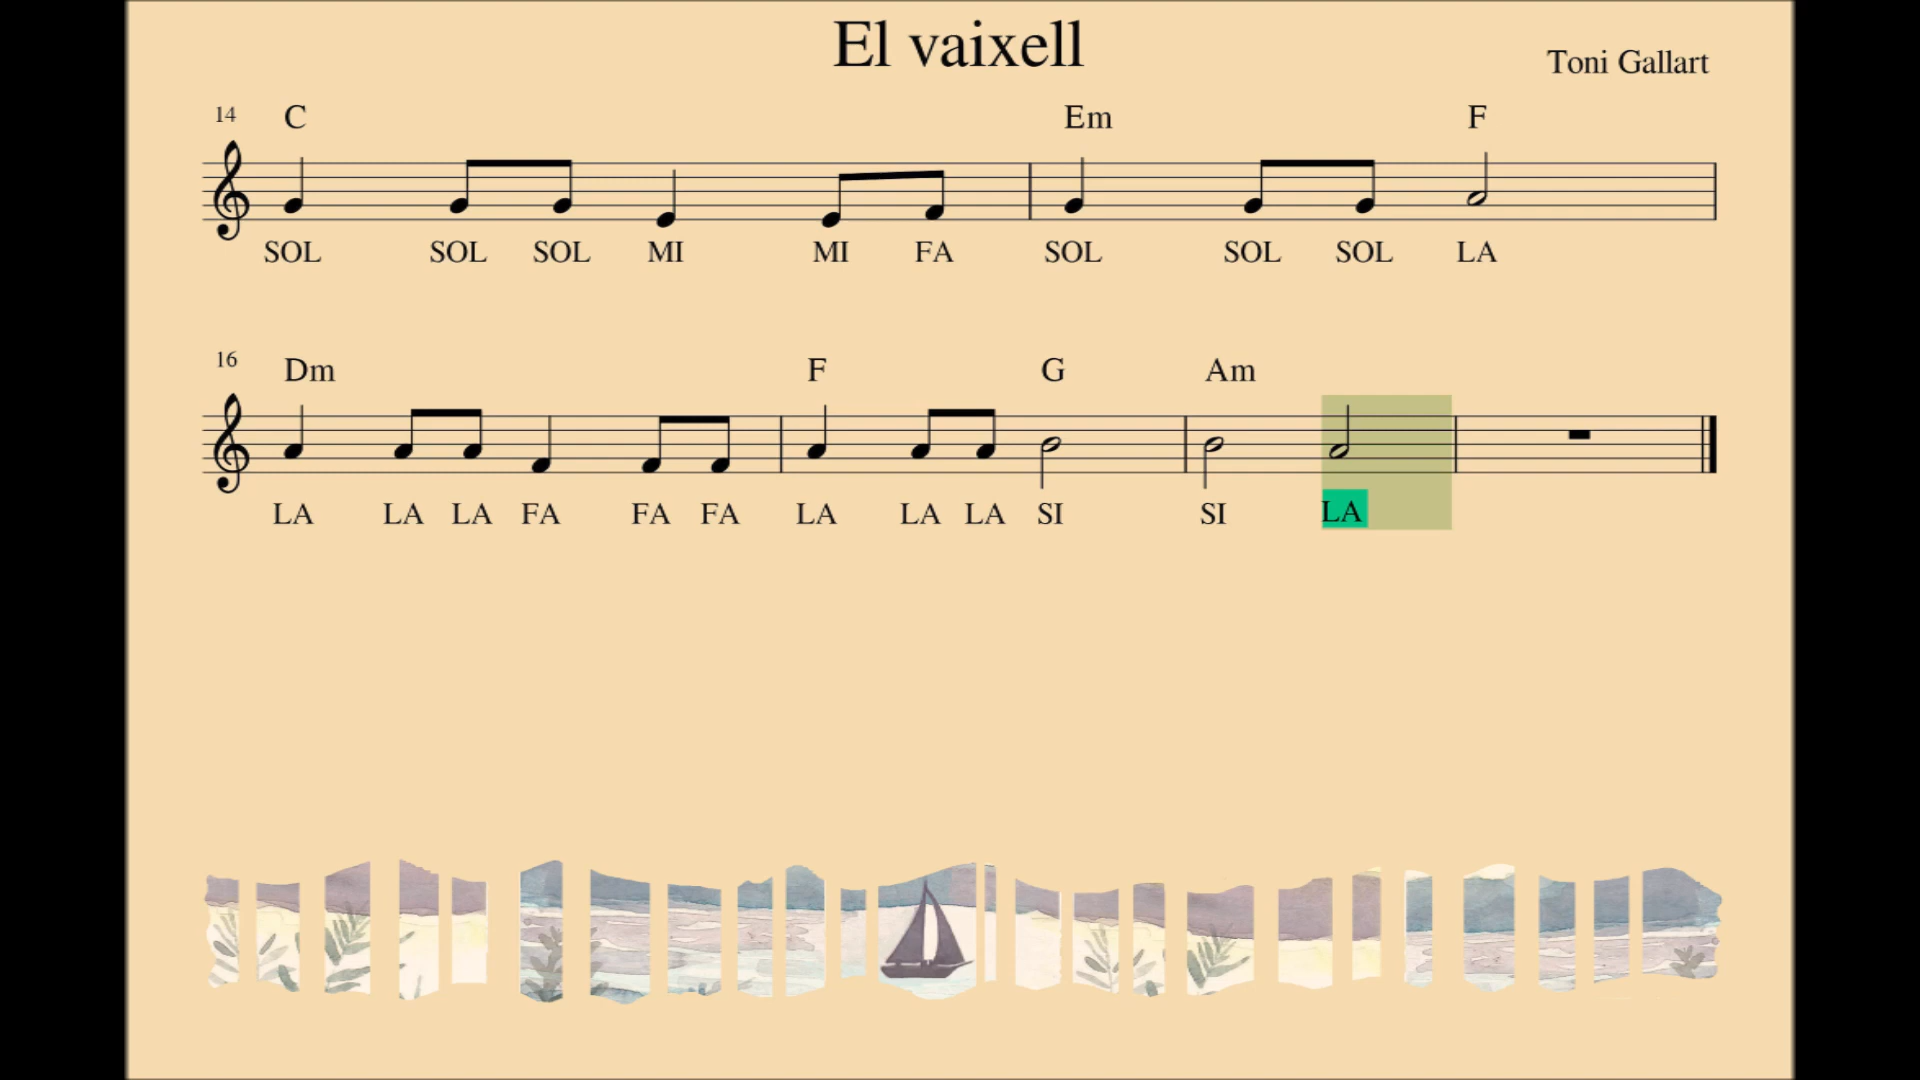 El vaixell
Toni Gallart
14 C Em F
SOL SOL SOL MI MI FA SOL SOL SOL LA
16 Dm F G Am
LA LA LA FA FA FA LA LA LA SI SI LA